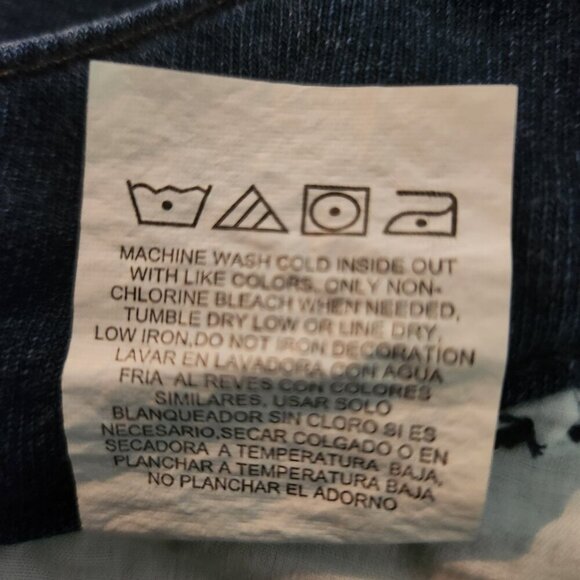 MACHINE WASH COLD INSIDE OUT
WITH LIKE COLORS, ONLY NON-
CHLORINE BLEACH WHEN NEEDED,
TUMBLE DRY LOW OR LINE DRY,
LOW IRON,DO NOT IRON DECORATION
LAVAR EN LAVADORA CON AGUA
FRIA AL REVES CON COLORES
SIMILARES, USAR SOLO
BLANQUEADOR SIN CLORO SI ES
NECESARIO,SECAR COLGADO O EN
SECADORA A TEMPERATURA BAJA,
PLANCHAR A TEMPERATURA BAJA
NO PLANCHAR EL ADORNO